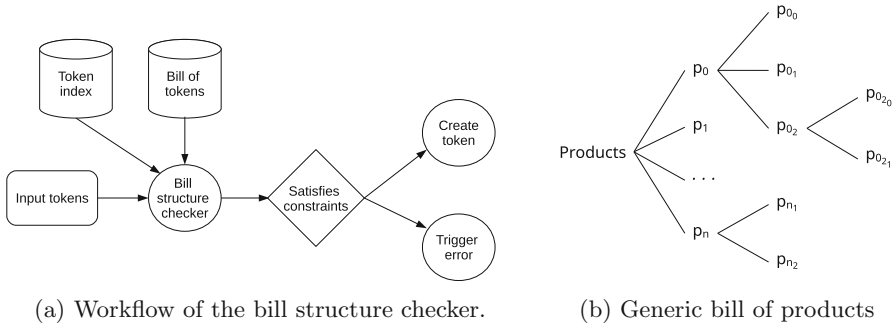 Token
index
Bill of
tokens
Input tokens
Bill
structure
checker
Satisfies
constraints
Create
token
Trigger
error
(a) Workflow of the bill structure checker.
Products
p₀
p₁
. . .
pₙ
p₀₀
p₀₁
p₀₂
p₀₂₀
p₀₂₁
pₙ₁
pₙ₂
(b) Generic bill of products